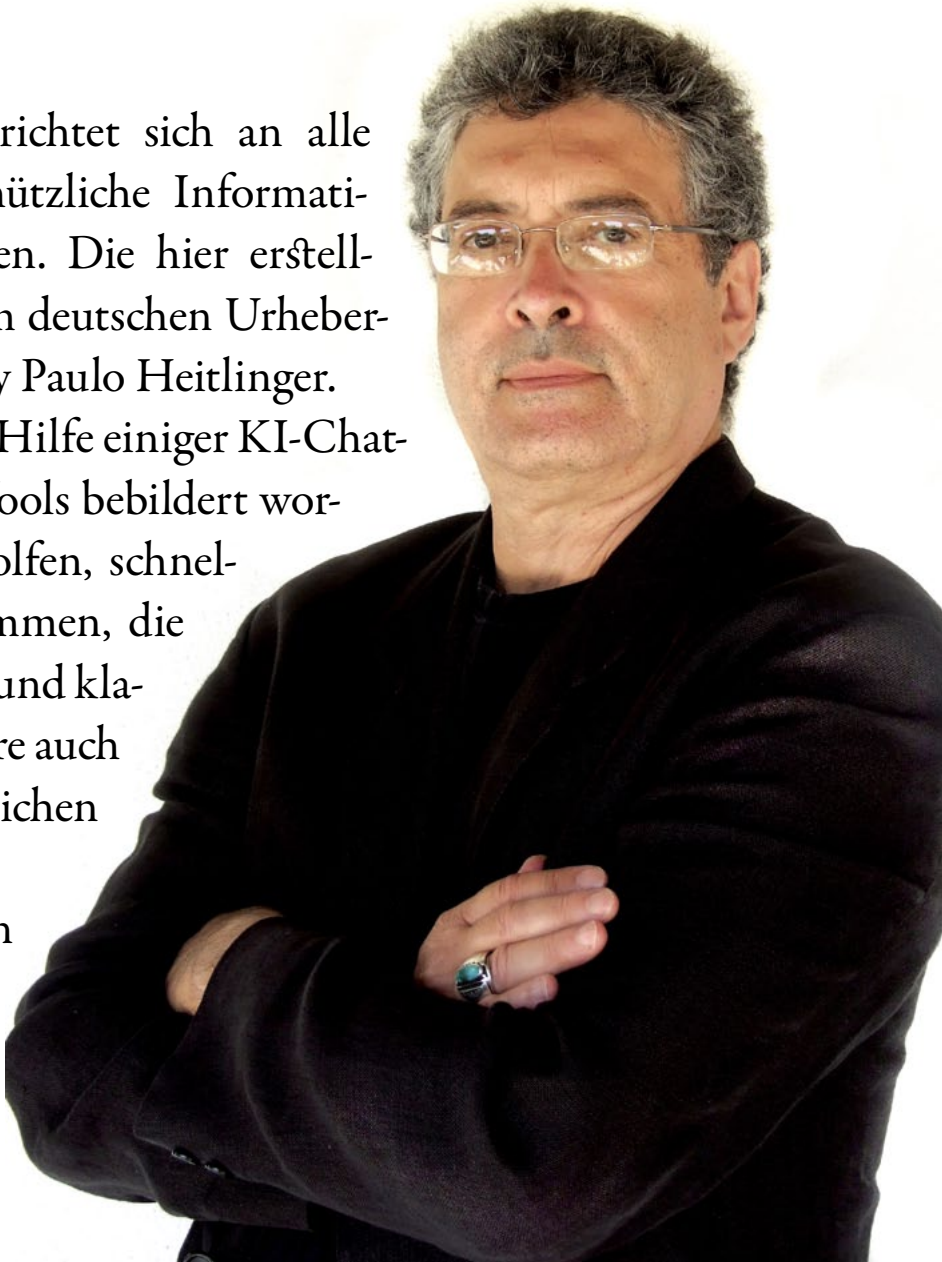 richtet sich an alle
nützliche Informati-
en. Die hier erstell-
n deutschen Urheber-
y Paulo Heitlinger.
Hilfe einiger KI-Chat-
ools bebildert wor-
olfen, schnel-
mmen, die
und kla-
re auch
ichen
n